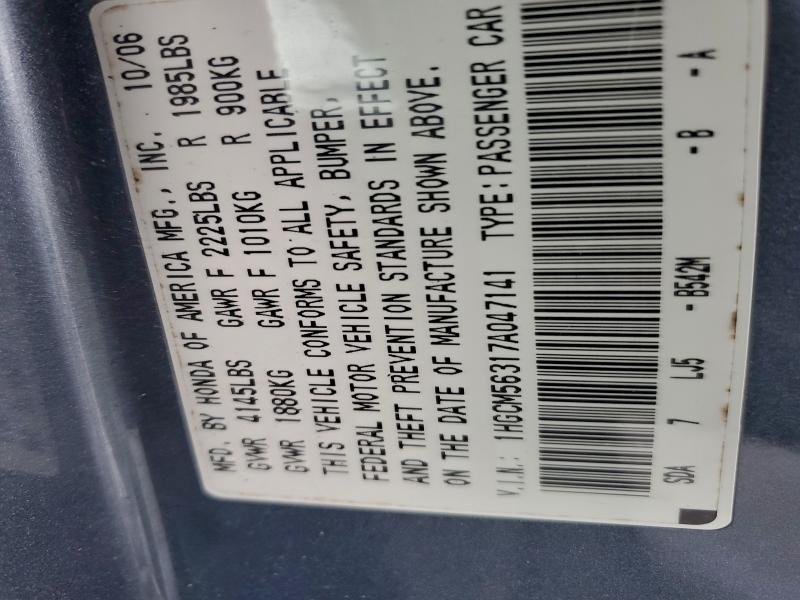 MFD. BY HONDA OF AMERICA MFG., INC. 10/06
GVWR 4145LBS GAWR F 2225LBS R 1985LBS
GVWR 1880KG GAWR F 1010KG R 900KG
THIS VEHICLE CONFORMS TO ALL APPLICABLE
FEDERAL MOTOR VEHICLE SAFETY, BUMPER,
AND THEFT PREVENTION STANDARDS IN EFFECT
ON THE DATE OF MANUFACTURE SHOWN ABOVE.
V.I.N.: 1HGCM56317A047141 TYPE: PASSENGER CAR
SDA 7 LJ5 - B542M - B - A